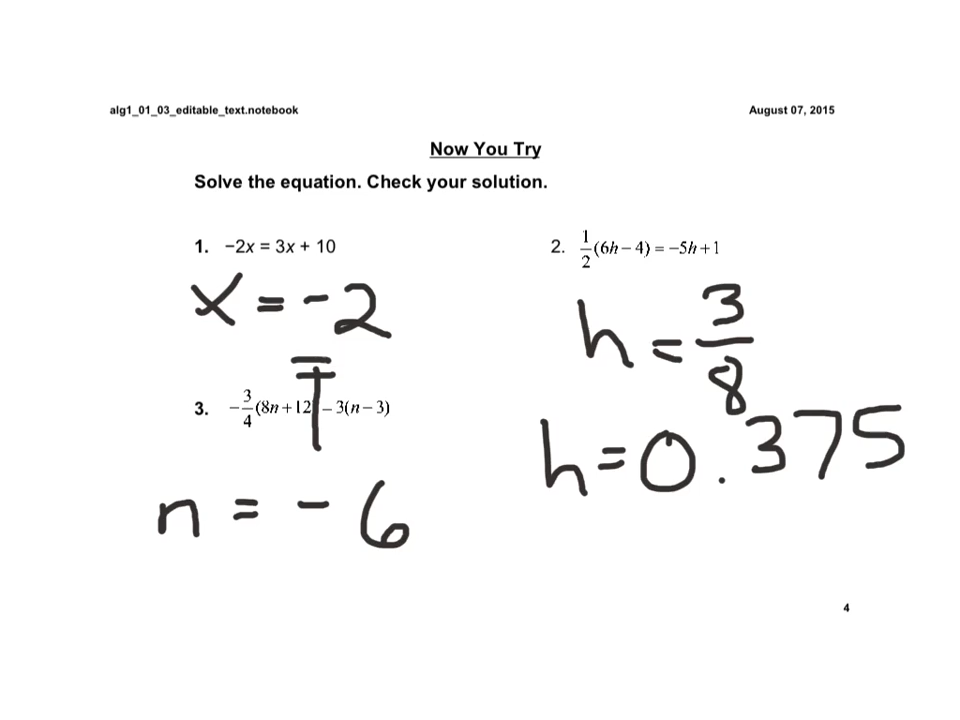 alg1_01_03_editable_text.notebook August 07, 2015
Now You Try
Solve the equation. Check your solution.
1. −2x = 3x + 10
2. 1/2 (6h − 4) = −5h + 1
x = -2
h = 3/8
3. −3/4 (8n + 12 − 3(n − 3)
h = 0.375
n = - 6
4